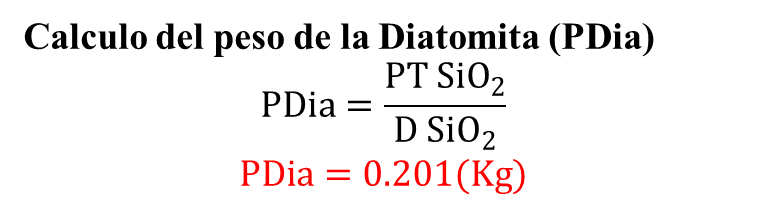 Calculo del peso de la Diatomita (PDia)
PDia = PT SiO₂ / D SiO₂
PDia = 0.201(Kg)